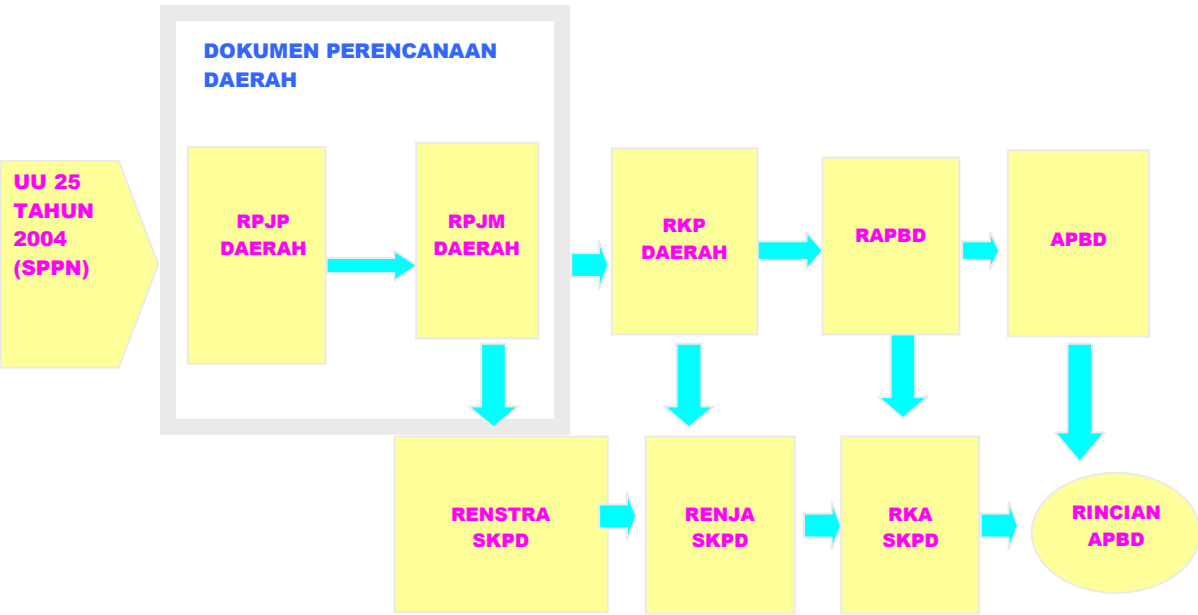 DOKUMEN PERENCANAAN
DAERAH
UU 25
TAHUN
2004
(SPPN)
RPJP
DAERAH
RPJM
DAERAH
RKP
DAERAH
RAPBD
APBD
RENSTRA
SKPD
RENJA
SKPD
RKA
SKPD
RINCIAN
APBD